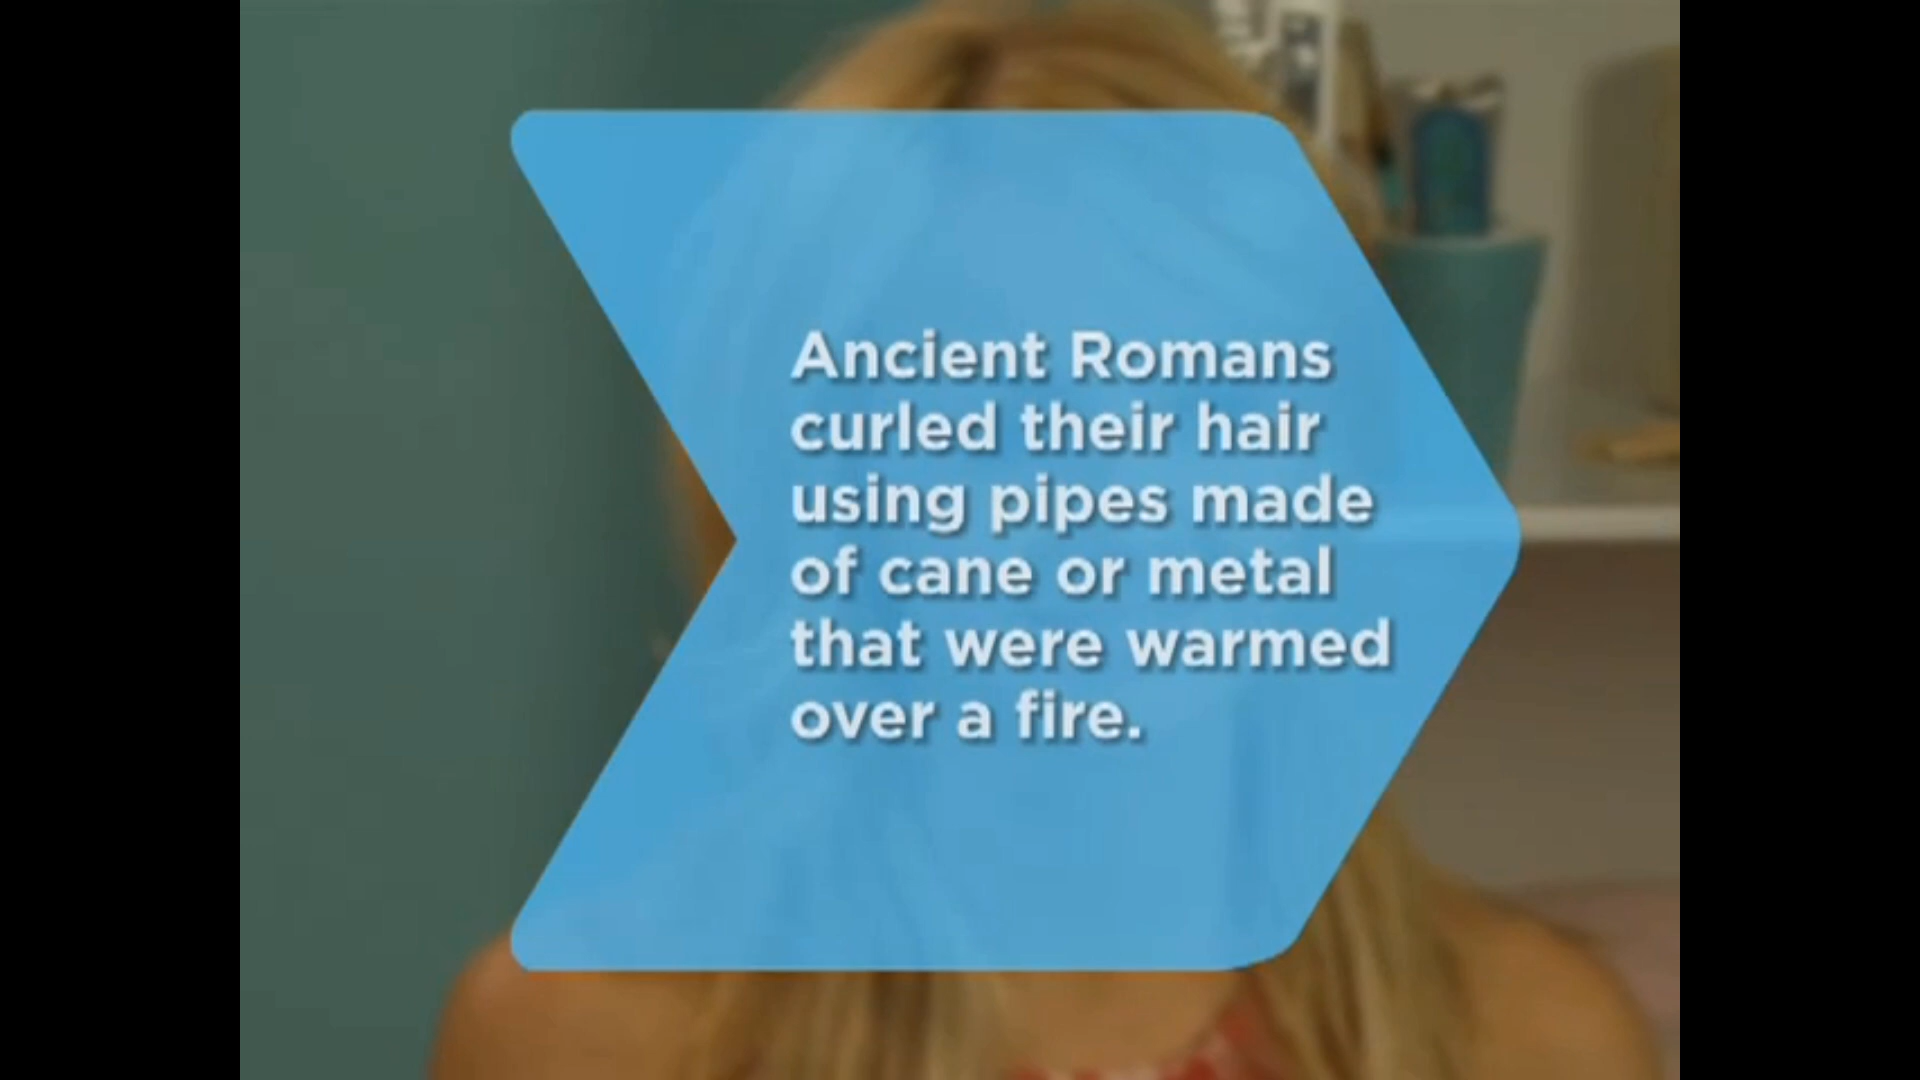 Ancient Romans
curled their hair
using pipes made
of cane or metal
that were warmed
over a fire.